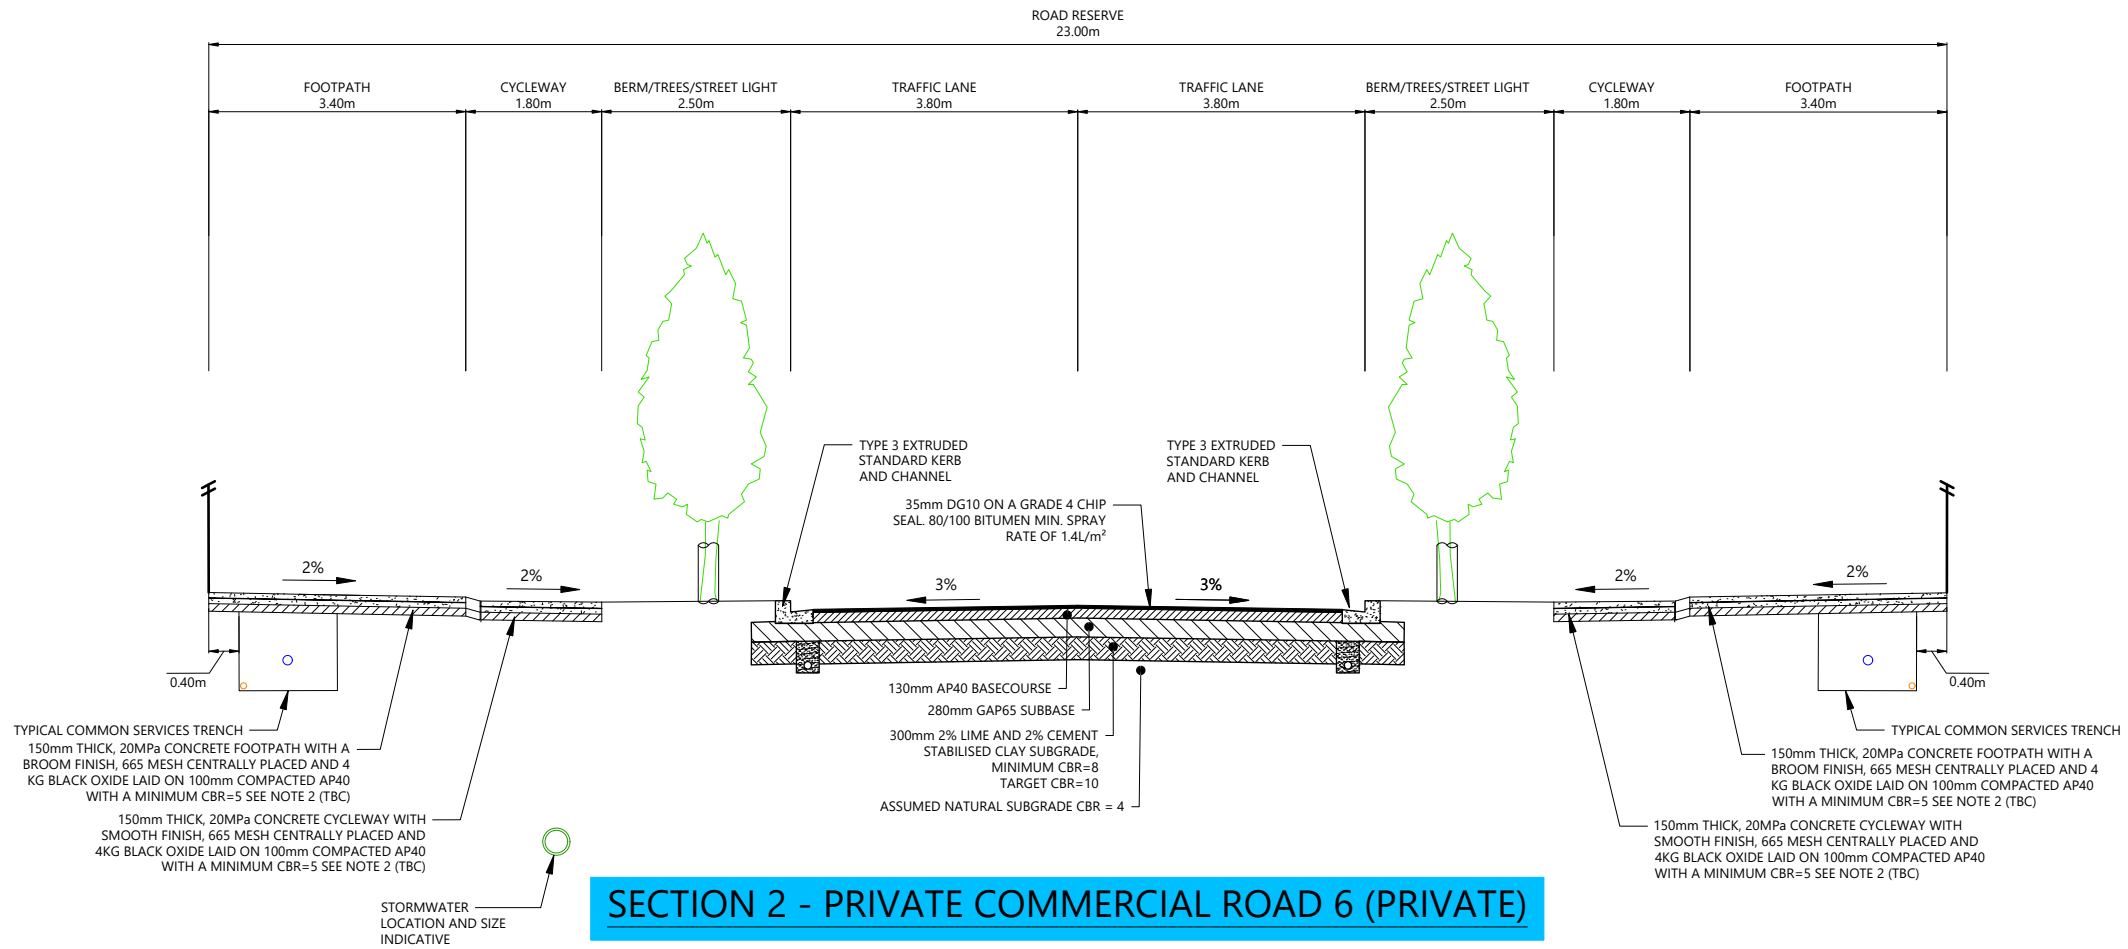 ROAD RESERVE
23.00m
FOOTPATH
3.40m
CYCLEWAY
1.80m
BERM/TREES/STREET LIGHT
2.50m
TRAFFIC LANE
3.80m
TRAFFIC LANE
3.80m
BERM/TREES/STREET LIGHT
2.50m
CYCLEWAY
1.80m
FOOTPATH
3.40m
TYPE 3 EXTRUDED
STANDARD KERB
AND CHANNEL
TYPE 3 EXTRUDED
STANDARD KERB
AND CHANNEL
35mm DG10 ON A GRADE 4 CHIP
SEAL. 80/100 BITUMEN MIN. SPRAY
RATE OF 1.4L/m²
2%
2%
3%
3%
2%
2%
0.40m
0.40m
130mm AP40 BASECOURSE
280mm GAP65 SUBBASE
300mm 2% LIME AND 2% CEMENT
STABILISED CLAY SUBGRADE,
MINIMUM CBR=8
TARGET CBR=10
ASSUMED NATURAL SUBGRADE CBR = 4
TYPICAL COMMON SERVICES TRENCH
150mm THICK, 20MPa CONCRETE FOOTPATH WITH A
BROOM FINISH, 665 MESH CENTRALLY PLACED AND 4
KG BLACK OXIDE LAID ON 100mm COMPACTED AP40
WITH A MINIMUM CBR=5 SEE NOTE 2 (TBC)
150mm THICK, 20MPa CONCRETE CYCLEWAY WITH
SMOOTH FINISH, 665 MESH CENTRALLY PLACED AND
4KG BLACK OXIDE LAID ON 100mm COMPACTED AP40
WITH A MINIMUM CBR=5 SEE NOTE 2 (TBC)
TYPICAL COMMON SERVICES TRENCH
150mm THICK, 20MPa CONCRETE FOOTPATH WITH A
BROOM FINISH, 665 MESH CENTRALLY PLACED AND 4
KG BLACK OXIDE LAID ON 100mm COMPACTED AP40
WITH A MINIMUM CBR=5 SEE NOTE 2 (TBC)
150mm THICK, 20MPa CONCRETE CYCLEWAY WITH
SMOOTH FINISH, 665 MESH CENTRALLY PLACED AND
4KG BLACK OXIDE LAID ON 100mm COMPACTED AP40
WITH A MINIMUM CBR=5 SEE NOTE 2 (TBC)
STORMWATER
LOCATION AND SIZE
INDICATIVE
SECTION 2 - PRIVATE COMMERCIAL ROAD 6 (PRIVATE)